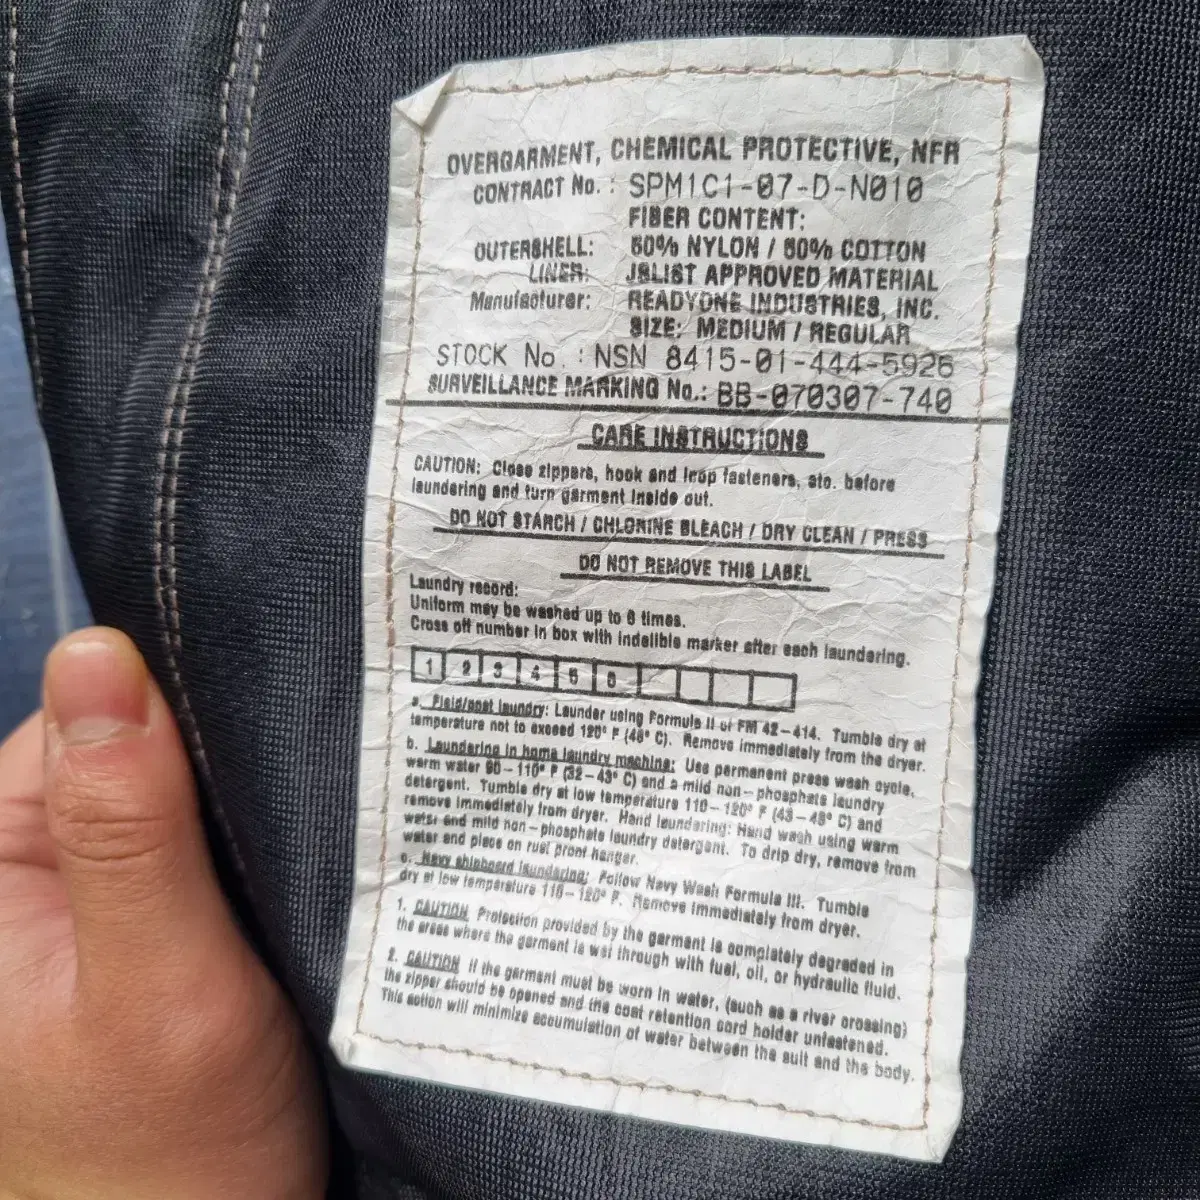 OVERGARMENT, CHEMICAL PROTECTIVE, NFR
CONTRACT No. : SPM1C1-07-D-N010
FIBER CONTENT:
OUTERSHELL: 50% NYLON / 50% COTTON
LINER: JSLIST APPROVED MATERIAL
Manufacturer: READYONE INDUSTRIES, INC.
SIZE: MEDIUM / REGULAR
STOCK No. : NSN 8415-01-444-5926
SURVEILLANCE MARKING No.: BB-070307-740
CARE INSTRUCTIONS
CAUTION: Close zippers, hook and loop fasteners, etc. before
laundering and turn garment inside out.
DO NOT STARCH / CHLORINE BLEACH / DRY CLEAN / PRESS
DO NOT REMOVE THIS LABEL
Laundry record:
Uniform may be washed up to 6 times.
Cross off number in box with indelible marker after each laundering.
1 2 3 4 5 6
a. Field/post laundry: Launder using Formula II of FM 42-414. Tumble dry at
temperature not to exceed 120° F (49° C). Remove immediately from the dryer.
b. Laundering in home laundry machine: Use permanent press wash cycle,
warm water 90-110° F (32-43° C) and a mild non-phosphate laundry
detergent. Tumble dry at low temperature 110-120° F (43-49° C) and
remove immediately from dryer. Hand laundering: Hand wash using warm
water and mild non-phosphate laundry detergent. To drip dry, remove from
water and place on rust proof hanger.
c. Navy shipboard laundering: Follow Navy Wash Formula III. Tumble
dry at low temperature 110-120° F. Remove immediately from dryer.
1. CAUTION Protection provided by the garment is completely degraded in
the areas where the garment is wet through with fuel, oil, or hydraulic fluid.
2. CAUTION If the garment must be worn in water, (such as a river crossing)
the zipper should be opened and the coat retention cord holder unfastened.
This action will minimize accumulation of water between the suit and the body.